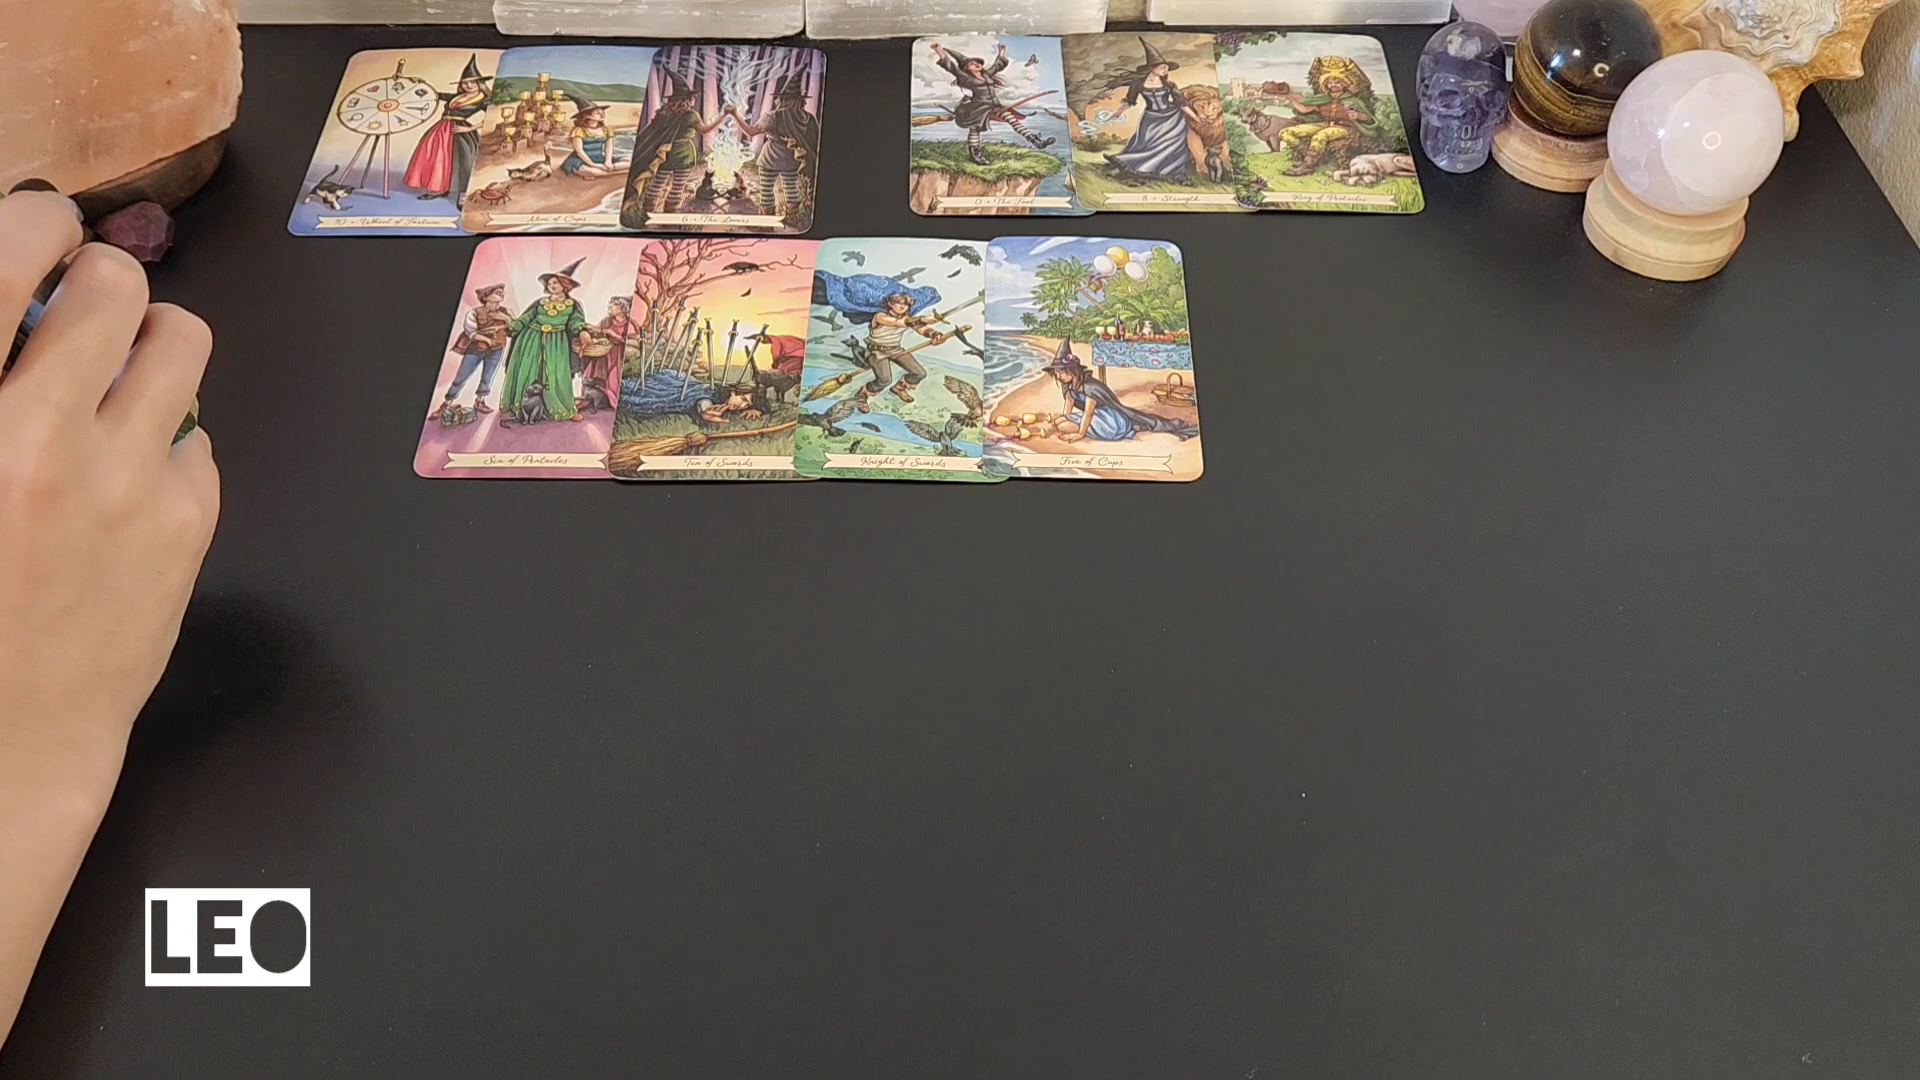 10 • Wheel of Fortune
Nine of Cups
6 • The Lovers
0 • The Fool
8 • Strength
King of Pentacles
Six of Pentacles
Ten of Swords
Knight of Swords
Five of Cups
LEO